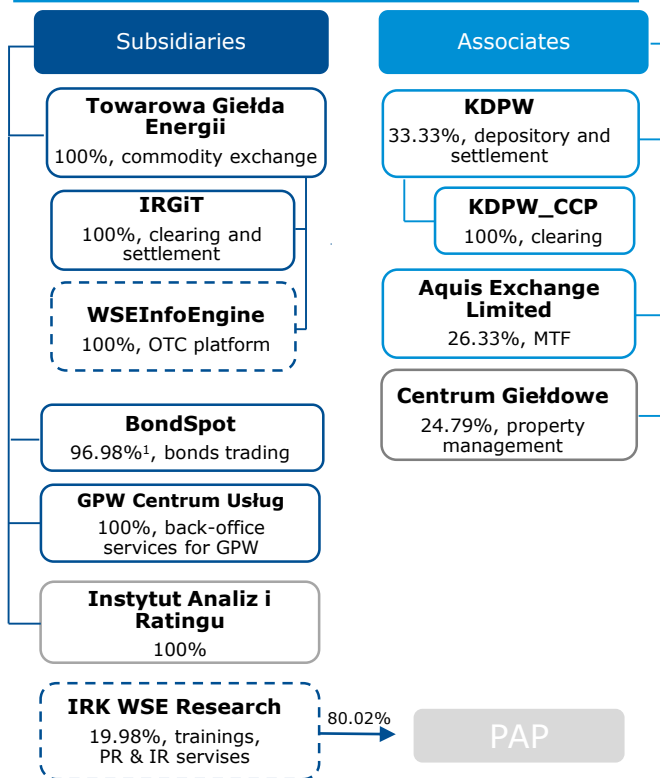 Subsidiaries
Towarowa Giełda
Energii
100%, commodity exchange
IRGiT
100%, clearing and
settlement
WSEInfoEngine
100%, OTC platform
BondSpot
96.98%¹, bonds trading
GPW Centrum Usług
100%, back-office
services for GPW
Instytut Analiz i
Ratingu
100%
IRK WSE Research
19.98%, trainings,
PR & IR servises
80.02%
PAP
Associates
KDPW
33.33%, depository and
settlement
KDPW_CCP
100%, clearing
Aquis Exchange
Limited
26.33%, MTF
Centrum Giełdowe
24.79%, property
management